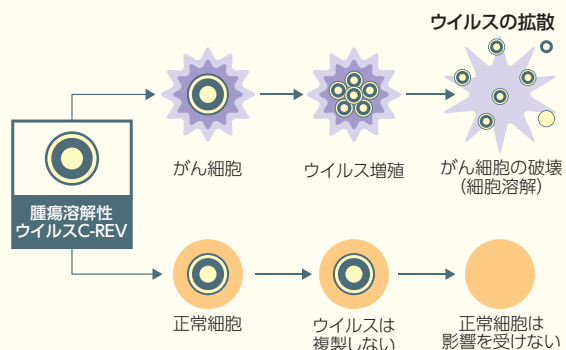 ウイルスの拡散
がん細胞
ウイルス増殖
がん細胞の破壊
（細胞溶解）
腫瘍溶解性
ウイルスC-REV
正常細胞
ウイルスは
複製しない
正常細胞は
影響を受けない